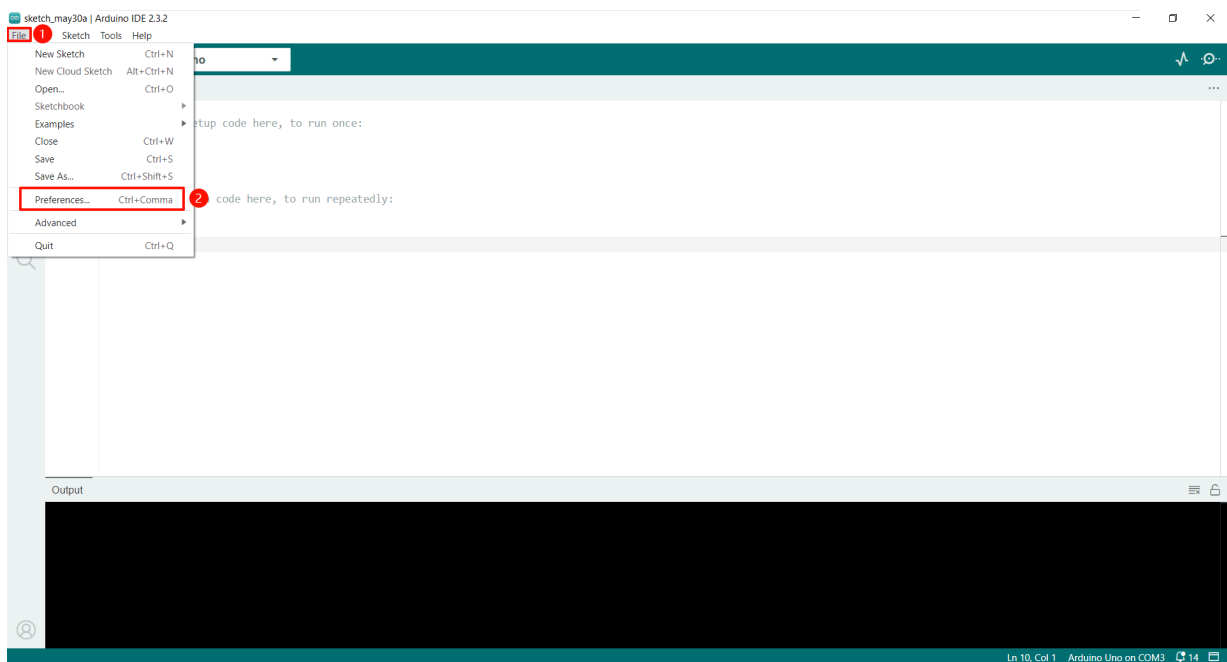 sketch_may30a | Arduino IDE 2.3.2
File 1 Sketch Tools Help
New Sketch Ctrl+N
New Cloud Sketch Alt+Ctrl+N
Open... Ctrl+O
Sketchbook
Examples
Close Ctrl+W
Save Ctrl+S
Save As... Ctrl+Shift+S
Preferences... Ctrl+Comma 2
Advanced
Quit Ctrl+Q
no
etup code here, to run once:
code here, to run repeatedly:
Output
Ln 10, Col 1 Arduino Uno on COM3 14